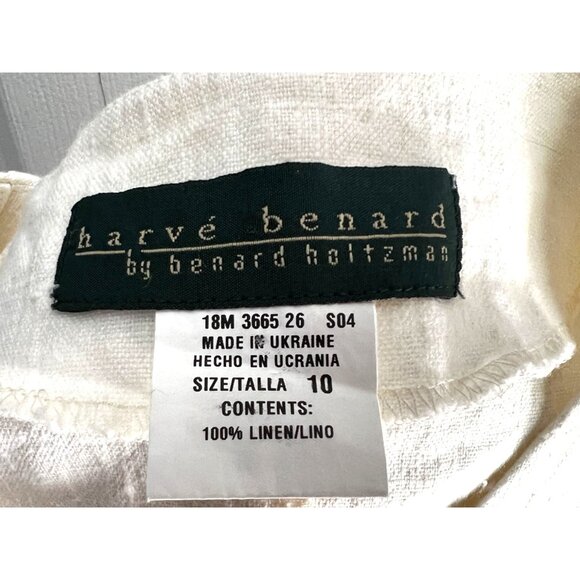 harvé benard
by benard holtzman
18M 3665 26 S04
MADE IN UKRAINE
HECHO EN UCRANIA
SIZE/TALLA 10
CONTENTS:
100% LINEN/LINO